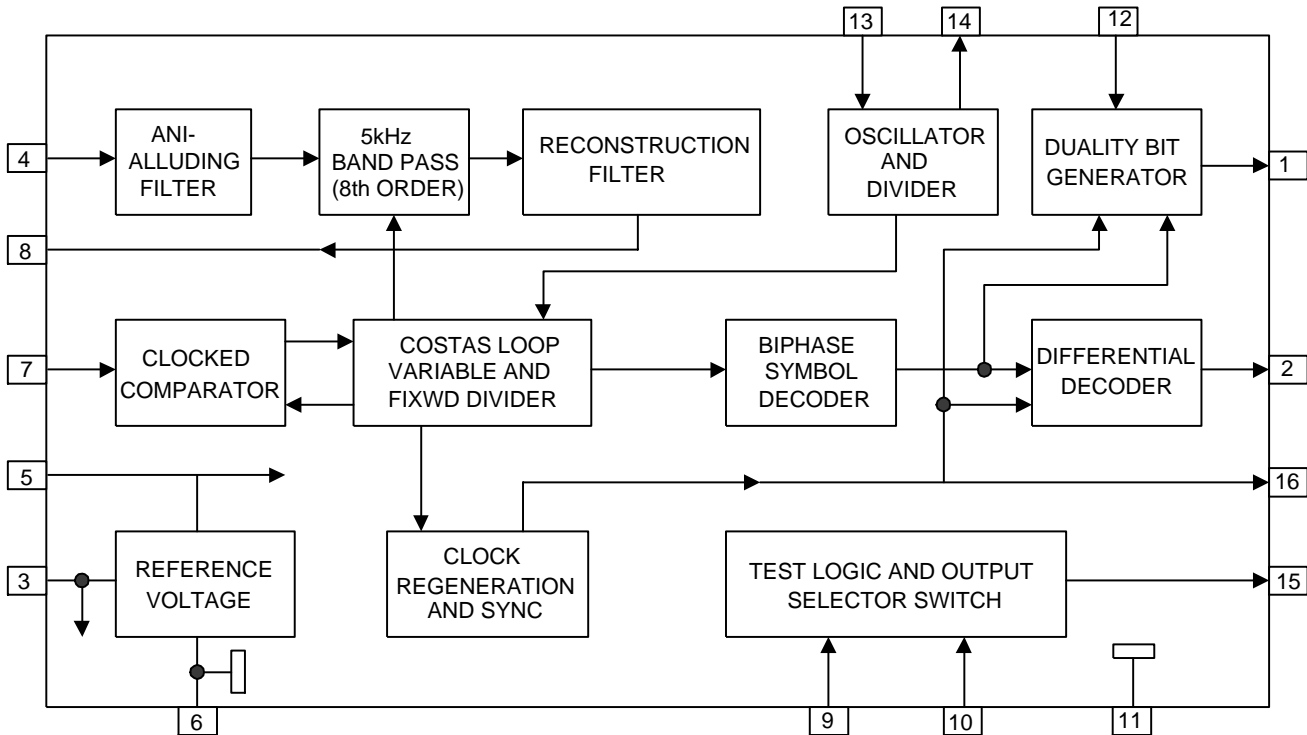 13
14
12
4
ANI-
ALLUDING
FILTER
5kHz
BAND PASS
(8th ORDER)
RECONSTRUCTION
FILTER
OSCILLATOR
AND
DIVIDER
DUALITY BIT
GENERATOR
1
8
7
CLOCKED
COMPARATOR
COSTAS LOOP
VARIABLE AND
FIXWD DIVIDER
BIPHASE
SYMBOL
DECODER
DIFFERENTIAL
DECODER
2
5
16
3
REFERENCE
VOLTAGE
CLOCK
REGENERATION
AND SYNC
TEST LOGIC AND OUTPUT
SELECTOR SWITCH
15
6
9
10
11